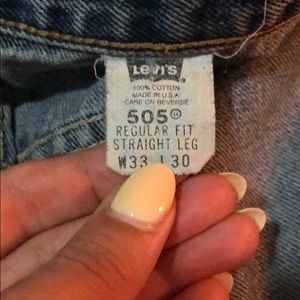 LEVI'S
100% COTTON
MADE IN U.S.A.
CARE ON REVERSE
505®
REGULAR FIT
STRAIGHT LEG
W33 L30